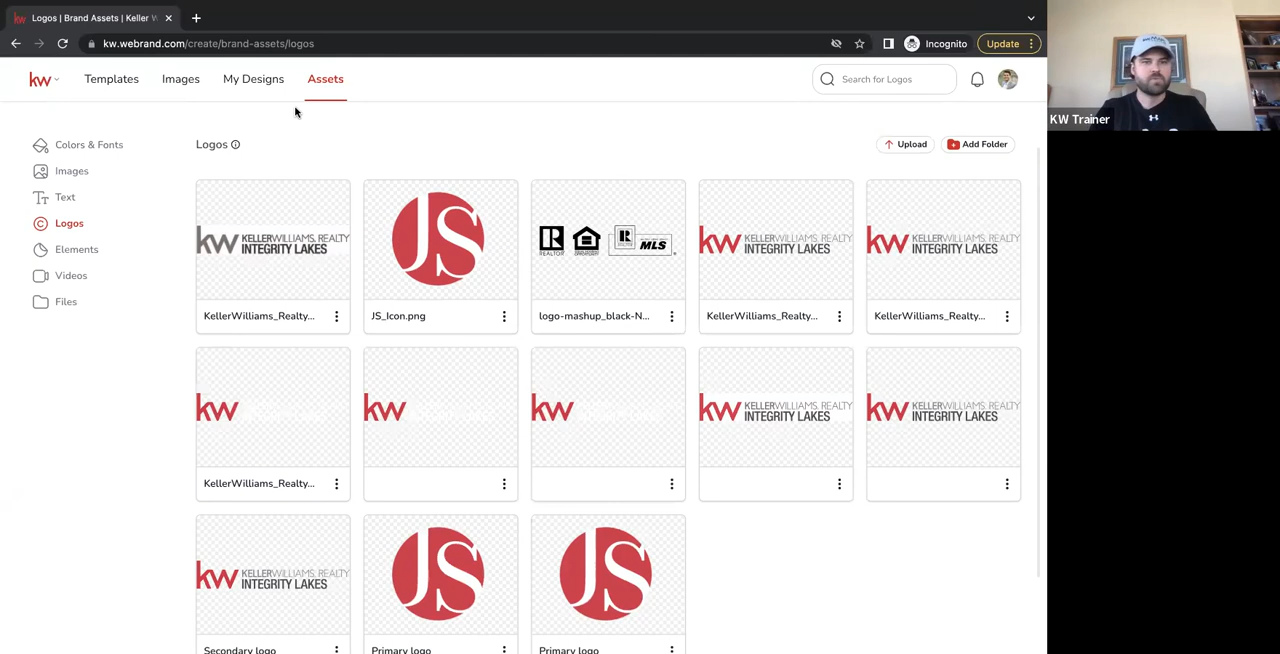 Logos | Brand Assets | Keller W
kw.webrand.com/create/brand-assets/logos
Incognito
Update
kw
Templates
Images
My Designs
Assets
Search for Logos
KW Trainer
Colors & Fonts
Images
Text
Logos
Elements
Videos
Files
Logos
Upload
Add Folder
kw KELLERWILLIAMS. REALTY
INTEGRITY LAKES
JS
R
REALTOR
R
MLS
kw KELLERWILLIAMS. REALTY
INTEGRITY LAKES
kw KELLERWILLIAMS. REALTY
INTEGRITY LAKES
KellerWilliams_Realty...
JS_Icon.png
logo-mashup_black-N...
KellerWilliams_Realty...
KellerWilliams_Realty...
kw
kw
kw
kw KELLERWILLIAMS. REALTY
INTEGRITY LAKES
kw KELLERWILLIAMS. REALTY
INTEGRITY LAKES
KellerWilliams_Realty...
kw KELLERWILLIAMS. REALTY
INTEGRITY LAKES
JS
JS
Secondary logo
Primary logo
Primary logo